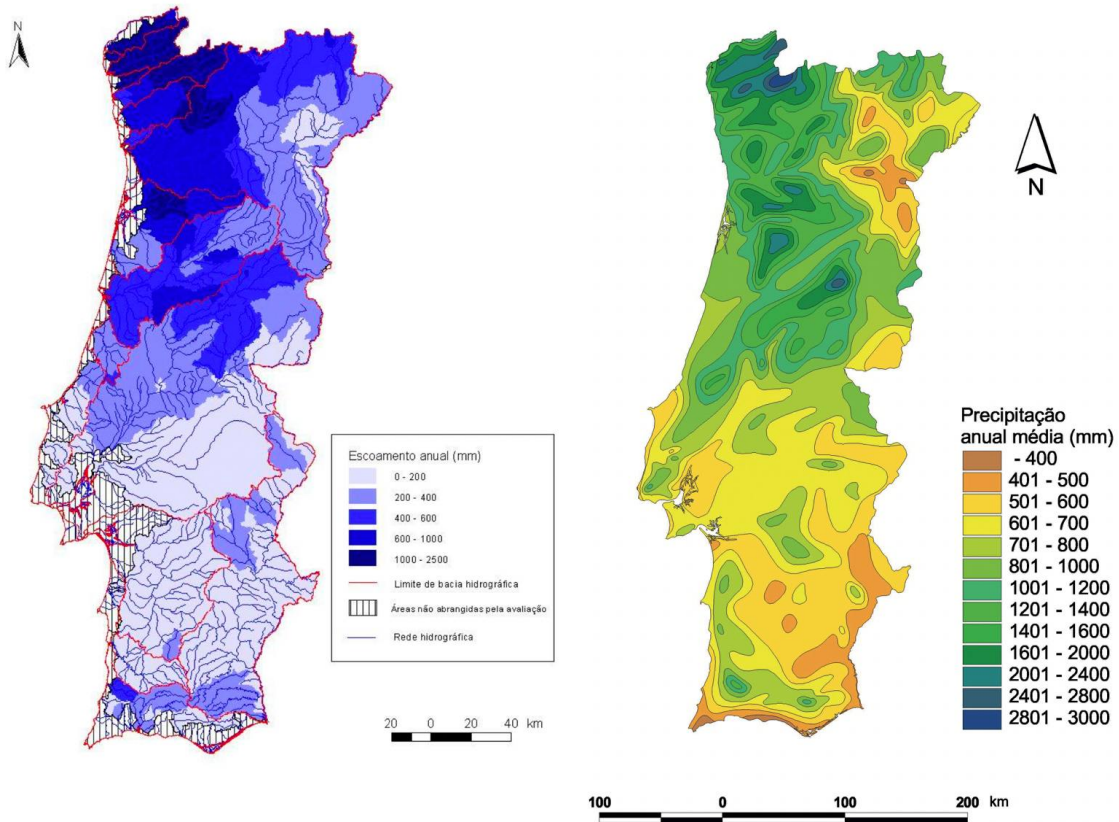 N
Escoamento anual (mm)
0 - 200
200 - 400
400 - 600
600 - 1000
1000 - 2500
Limite de bacia hidrográfica
Áreas não abrangidas pela avaliação
Rede hidrográfica
20 0 20 40 km
N
Precipitação
anual média (mm)
- 400
401 - 500
501 - 600
601 - 700
701 - 800
801 - 1000
1001 - 1200
1201 - 1400
1401 - 1600
1601 - 2000
2001 - 2400
2401 - 2800
2801 - 3000
100 0 100 200 km